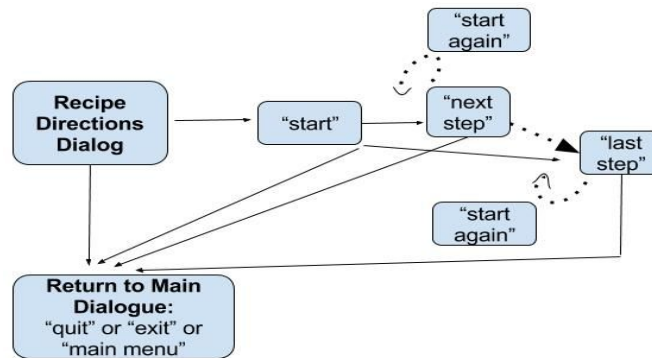 “start
again”
Recipe
Directions
Dialog
“start”
“next
step”
“last
step”
“start
again”
Return to Main
Dialogue:
“quit” or “exit” or
“main menu”